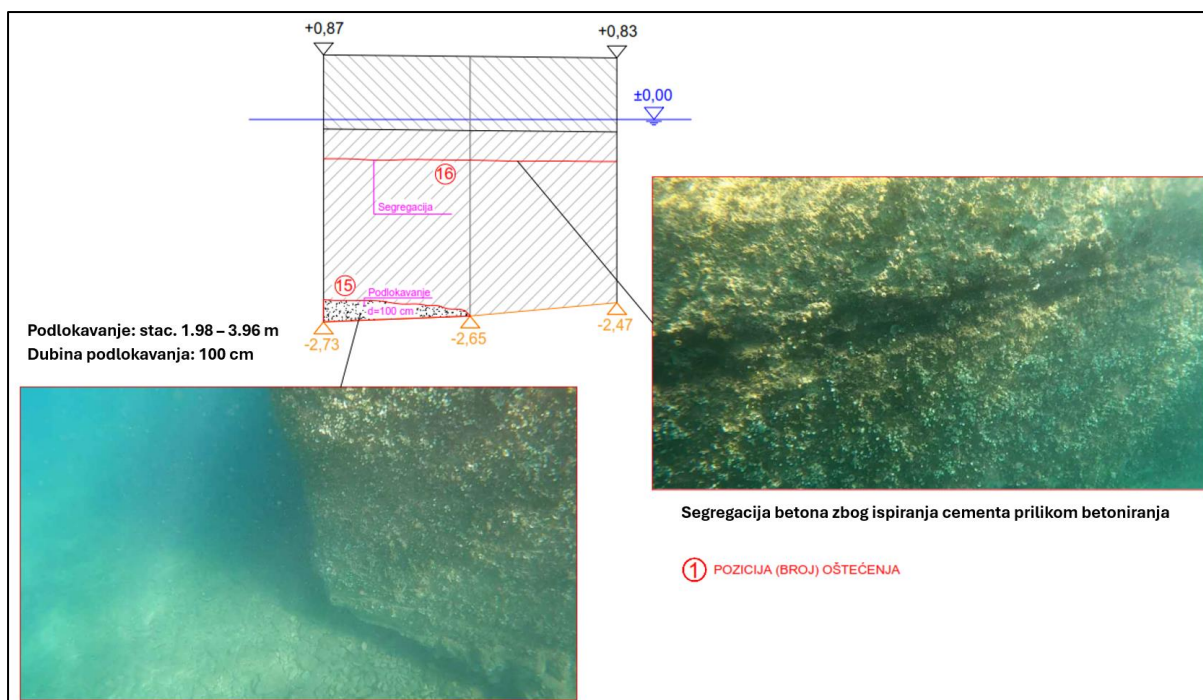 +0,87
+0,83
±0,00
16
Segregacija
15
Podlokavanje
d=100 cm
-2,73
-2,65
-2,47
Podlokavanje: stac. 1.98 – 3.96 m
Dubina podlokavanja: 100 cm
Segregacija betona zbog ispiranja cementa prilikom betoniranja
1 POZICIJA (BROJ) OŠTEĆENJA